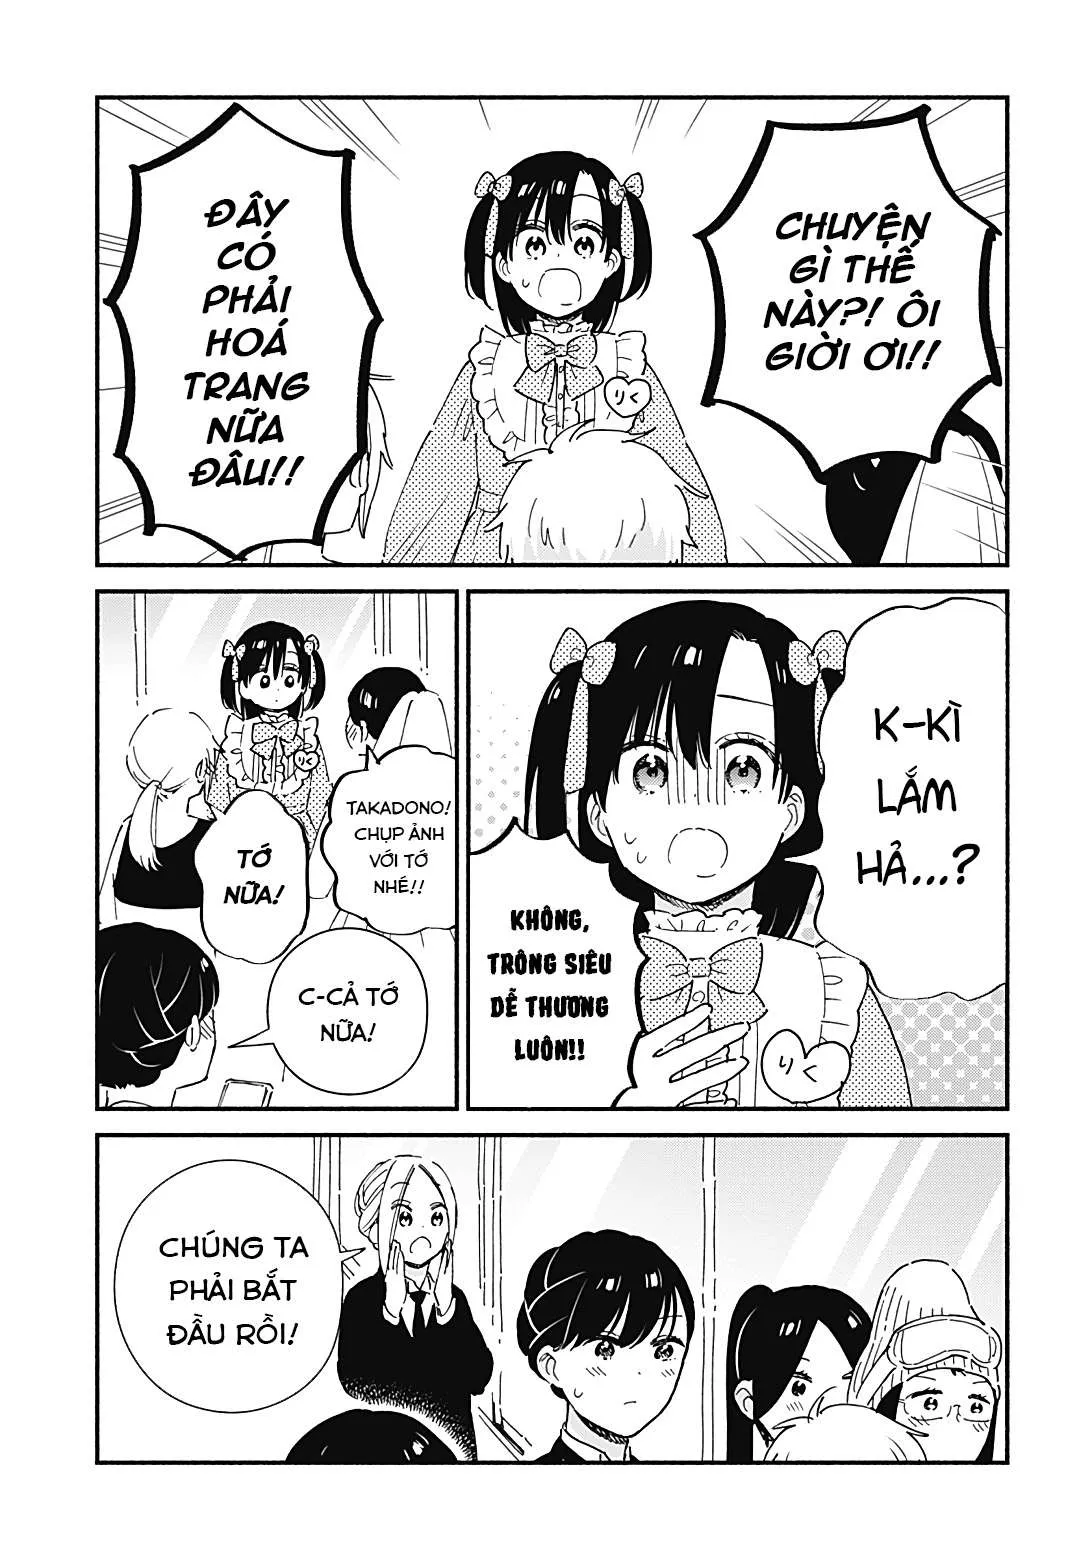 CHUYỆN
GÌ THẾ
NÀY?! ÔI
GIỜI ƠI!!
ĐÂY
CÓ
PHẢI
HOÁ
TRANG
NỮA
ĐÂU!!
りく
K-KÌ
LẮM
HẢ...?
KHÔNG,
TRÔNG SIÊU
DỄ THƯƠNG
LUÔN!!
りく
TAKADONO!
CHỤP ẢNH
VỚI TỚ
NHÉ!!
TỚ
NỮA!
C-CẢ TỚ
NỮA!
りく
CHÚNG TA
PHẢI BẮT
ĐẦU RỒI!